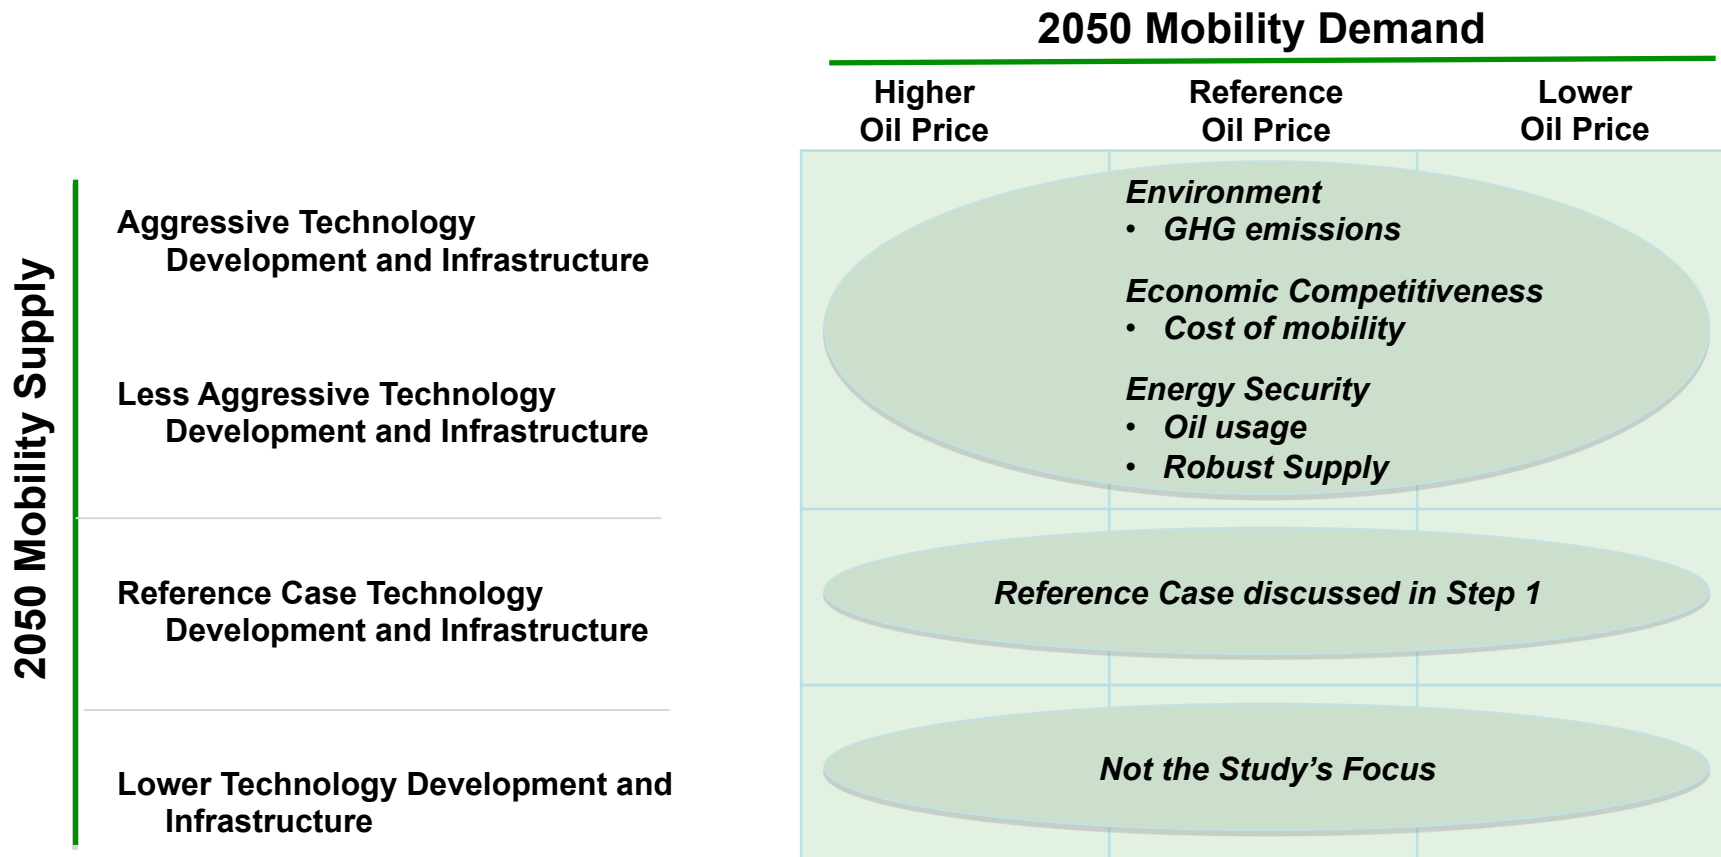 2050 Mobility Demand
Higher
Oil Price
Reference
Oil Price
Lower
Oil Price
2050 Mobility Supply
Aggressive Technology
Development and Infrastructure
Less Aggressive Technology
Development and Infrastructure
Environment
• GHG emissions
Economic Competitiveness
• Cost of mobility
Energy Security
• Oil usage
• Robust Supply
Reference Case Technology
Development and Infrastructure
Reference Case discussed in Step 1
Lower Technology Development and
Infrastructure
Not the Study’s Focus